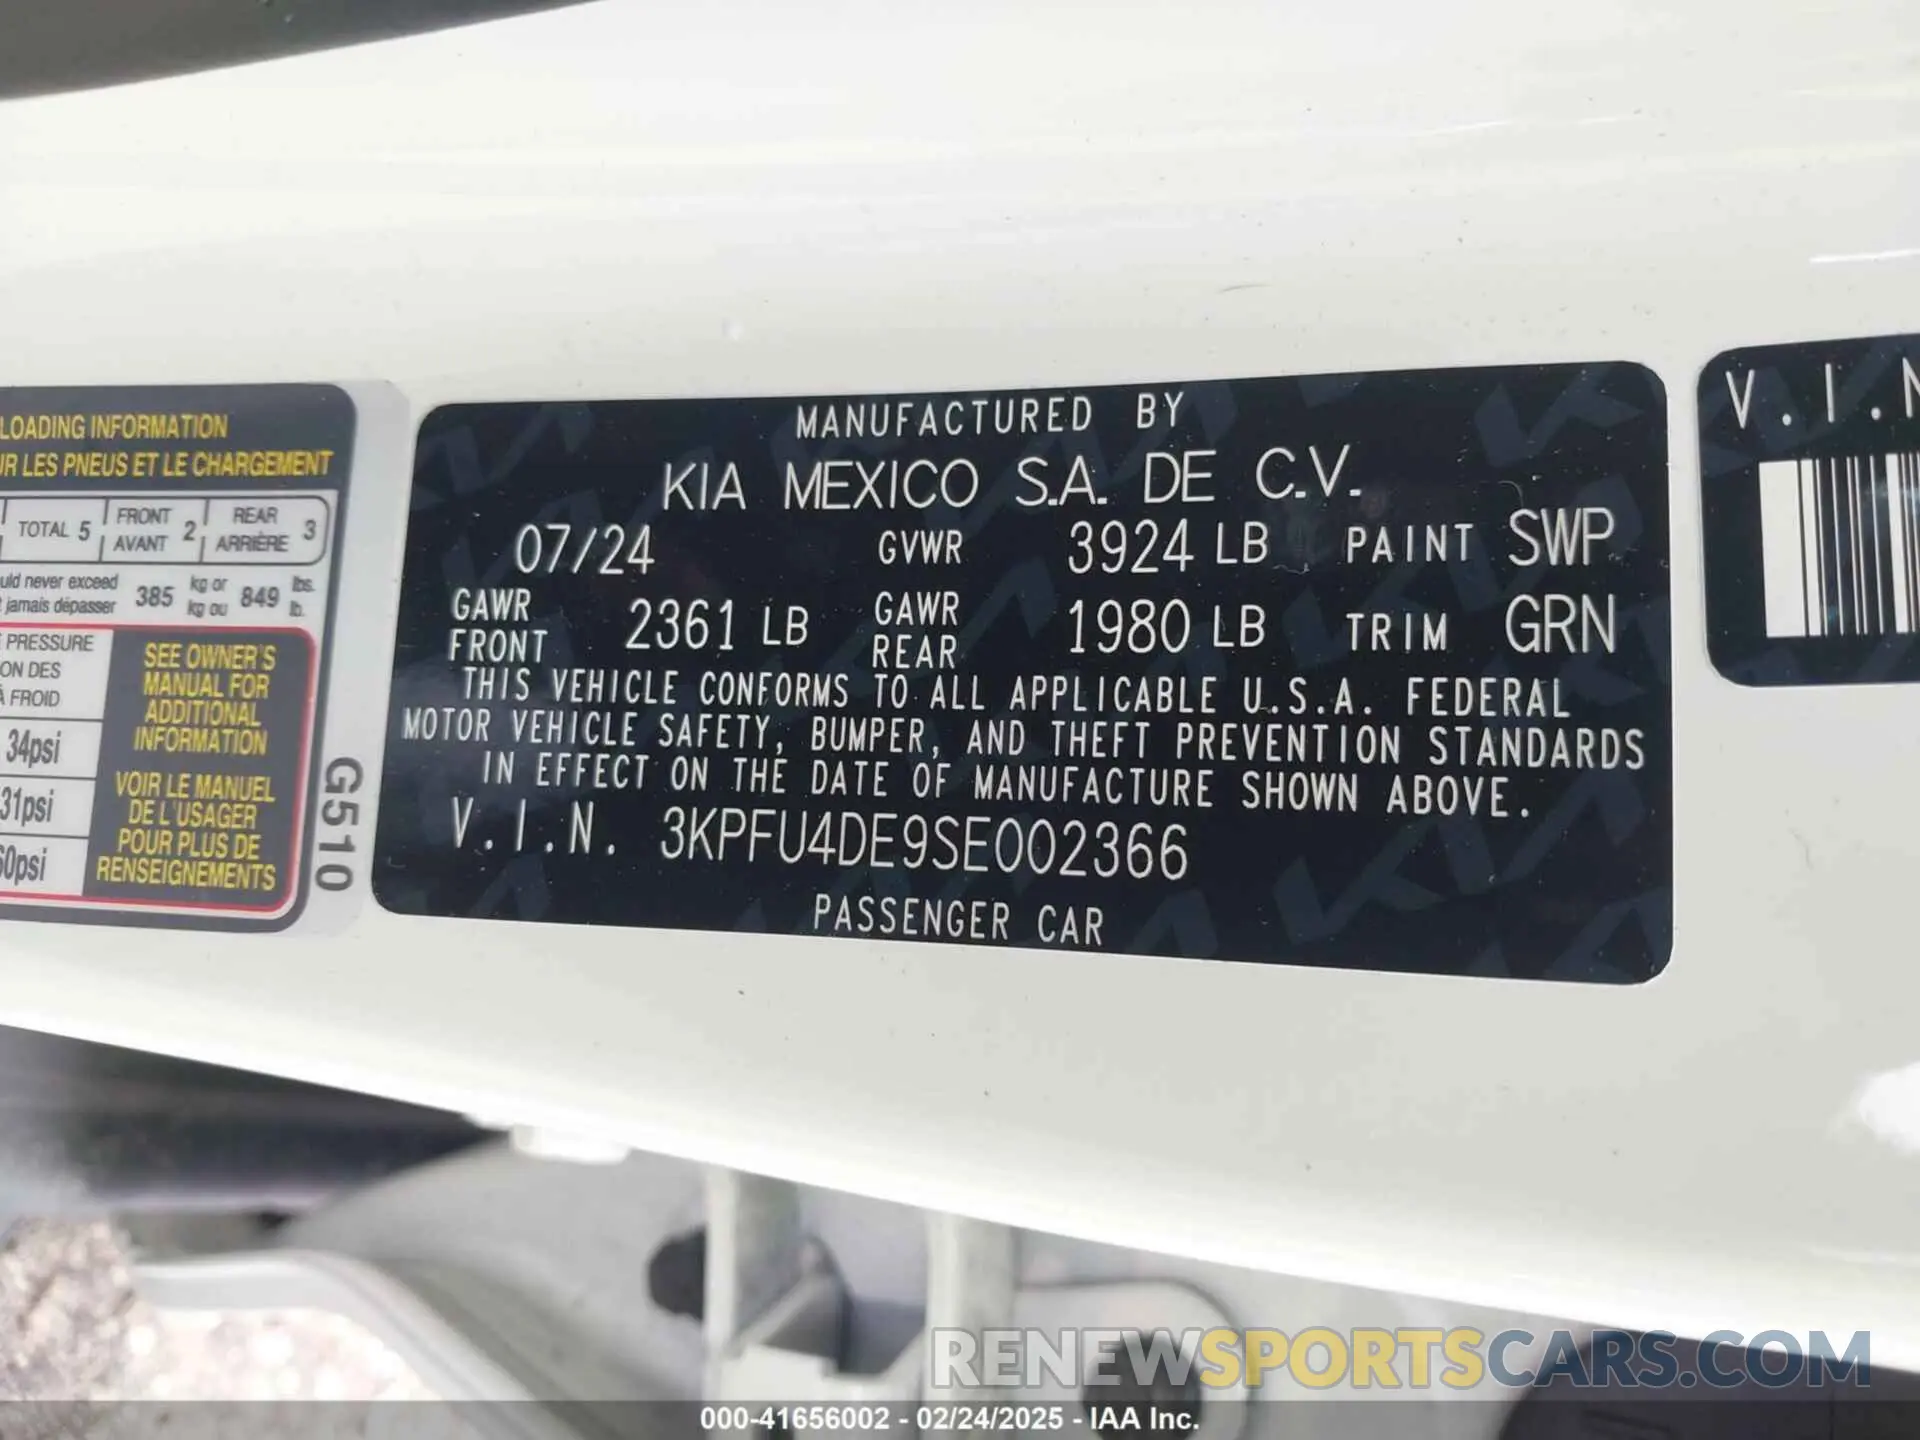 LOADING INFORMATION
LES PNEUS ET LE CHARGEMENT
TOTAL 5 FRONT AVANT 2 REAR ARRIÈRE 3
never exceed 385 kg or 849 lbs.
jamais dépasser kg ou lb.
PRESSURE
DES
FROID
34psi
31psi
60psi
SEE OWNER'S
MANUAL FOR
ADDITIONAL
INFORMATION
VOIR LE MANUEL
DE L'USAGER
POUR PLUS DE
RENSEIGNEMENTS
G510
MANUFACTURED BY
KIA MEXICO S.A. DE C.V.
07/24 GVWR 3924 LB PAINT SWP
GAWR FRONT 2361 LB GAWR REAR 1980 LB TRIM GRN
THIS VEHICLE CONFORMS TO ALL APPLICABLE U.S.A. FEDERAL
MOTOR VEHICLE SAFETY, BUMPER, AND THEFT PREVENTION STANDARDS
IN EFFECT ON THE DATE OF MANUFACTURE SHOWN ABOVE.
V.I.N. 3KPFU4DE9SE002366
PASSENGER CAR
V.I.N
RENEWSPORTSCARS.COM
000-41656002 - 02/24/2025 - IAA Inc.